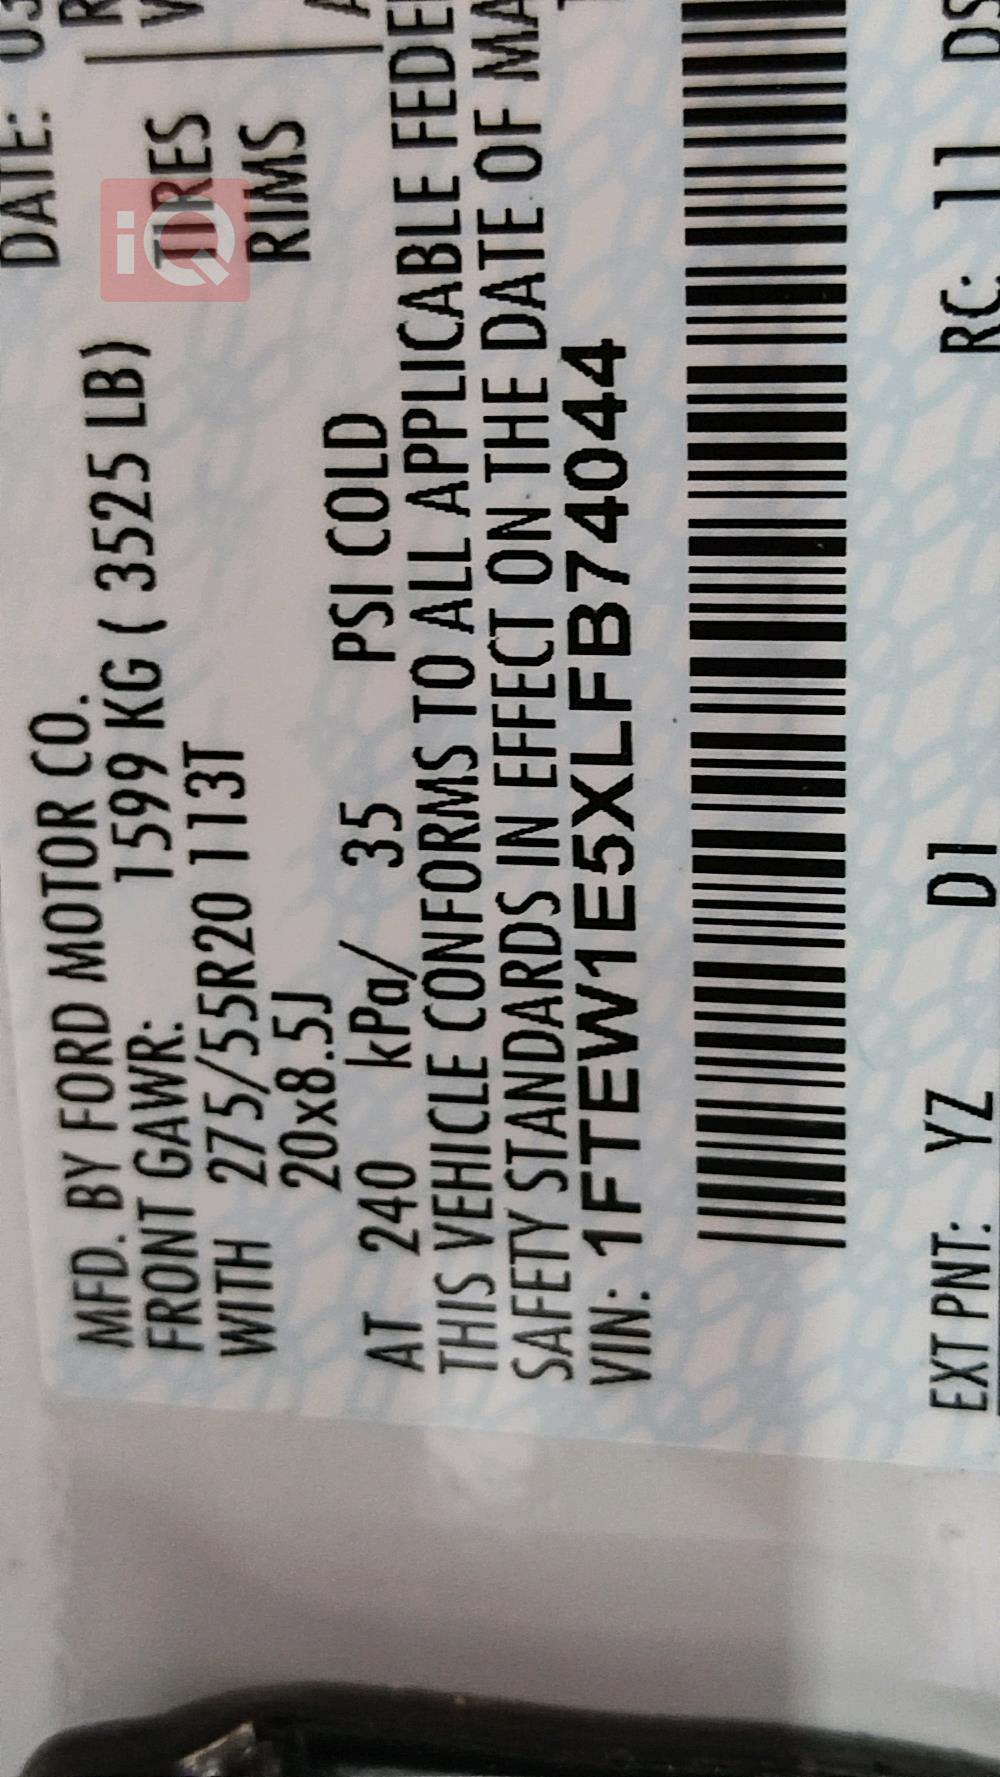 DATE: 03
MFD. BY FORD MOTOR CO.
FRONT GAWR: 1599 KG ( 3525 LB)
WITH 275/55R20 113T TIRES
20x8.5J RIMS
AT 240 kPa/ 35 PSI COLD
THIS VEHICLE CONFORMS TO ALL APPLICABLE FEDE
SAFETY STANDARDS IN EFFECT ON THE DATE OF MA
VIN: 1FTEW1E5XLFB74044
EXT PNT: YZ D1 RC: 11 DS
iQ